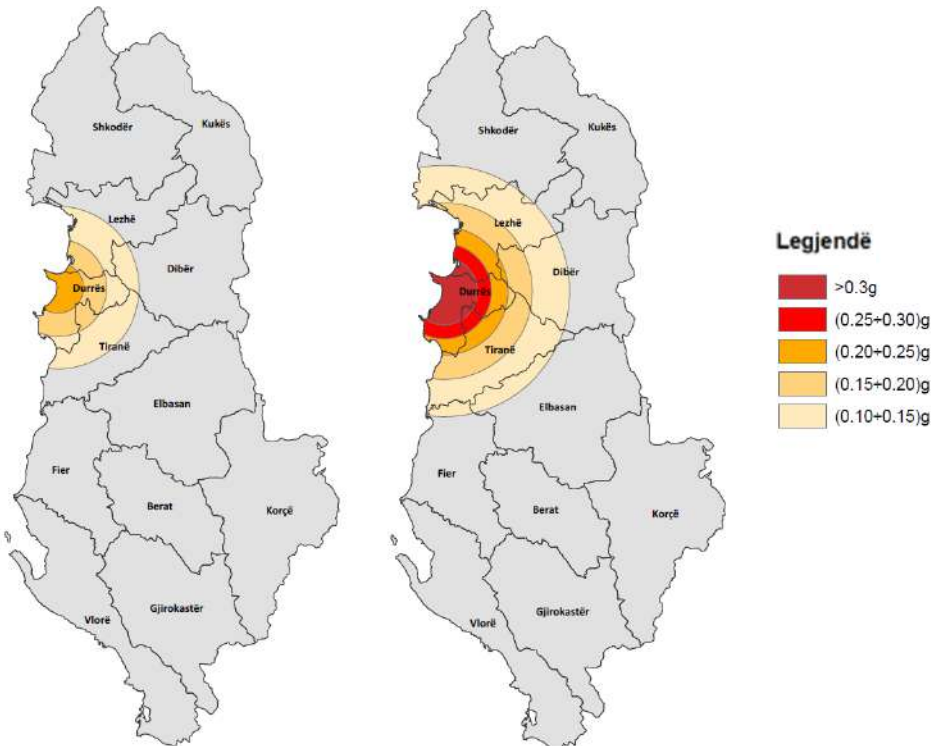 Shkodër
Kukës
Lezhë
Dibër
Durrës
Tiranë
Elbasan
Fier
Berat
Korçë
Gjirokastër
Vlorë
Shkodër
Kukës
Lezhë
Dibër
Durrës
Tiranë
Elbasan
Fier
Berat
Korçë
Gjirokastër
Vlorë
Legjendë
>0.3g
(0.25+0.30)g
(0.20+0.25)g
(0.15+0.20)g
(0.10+0.15)g